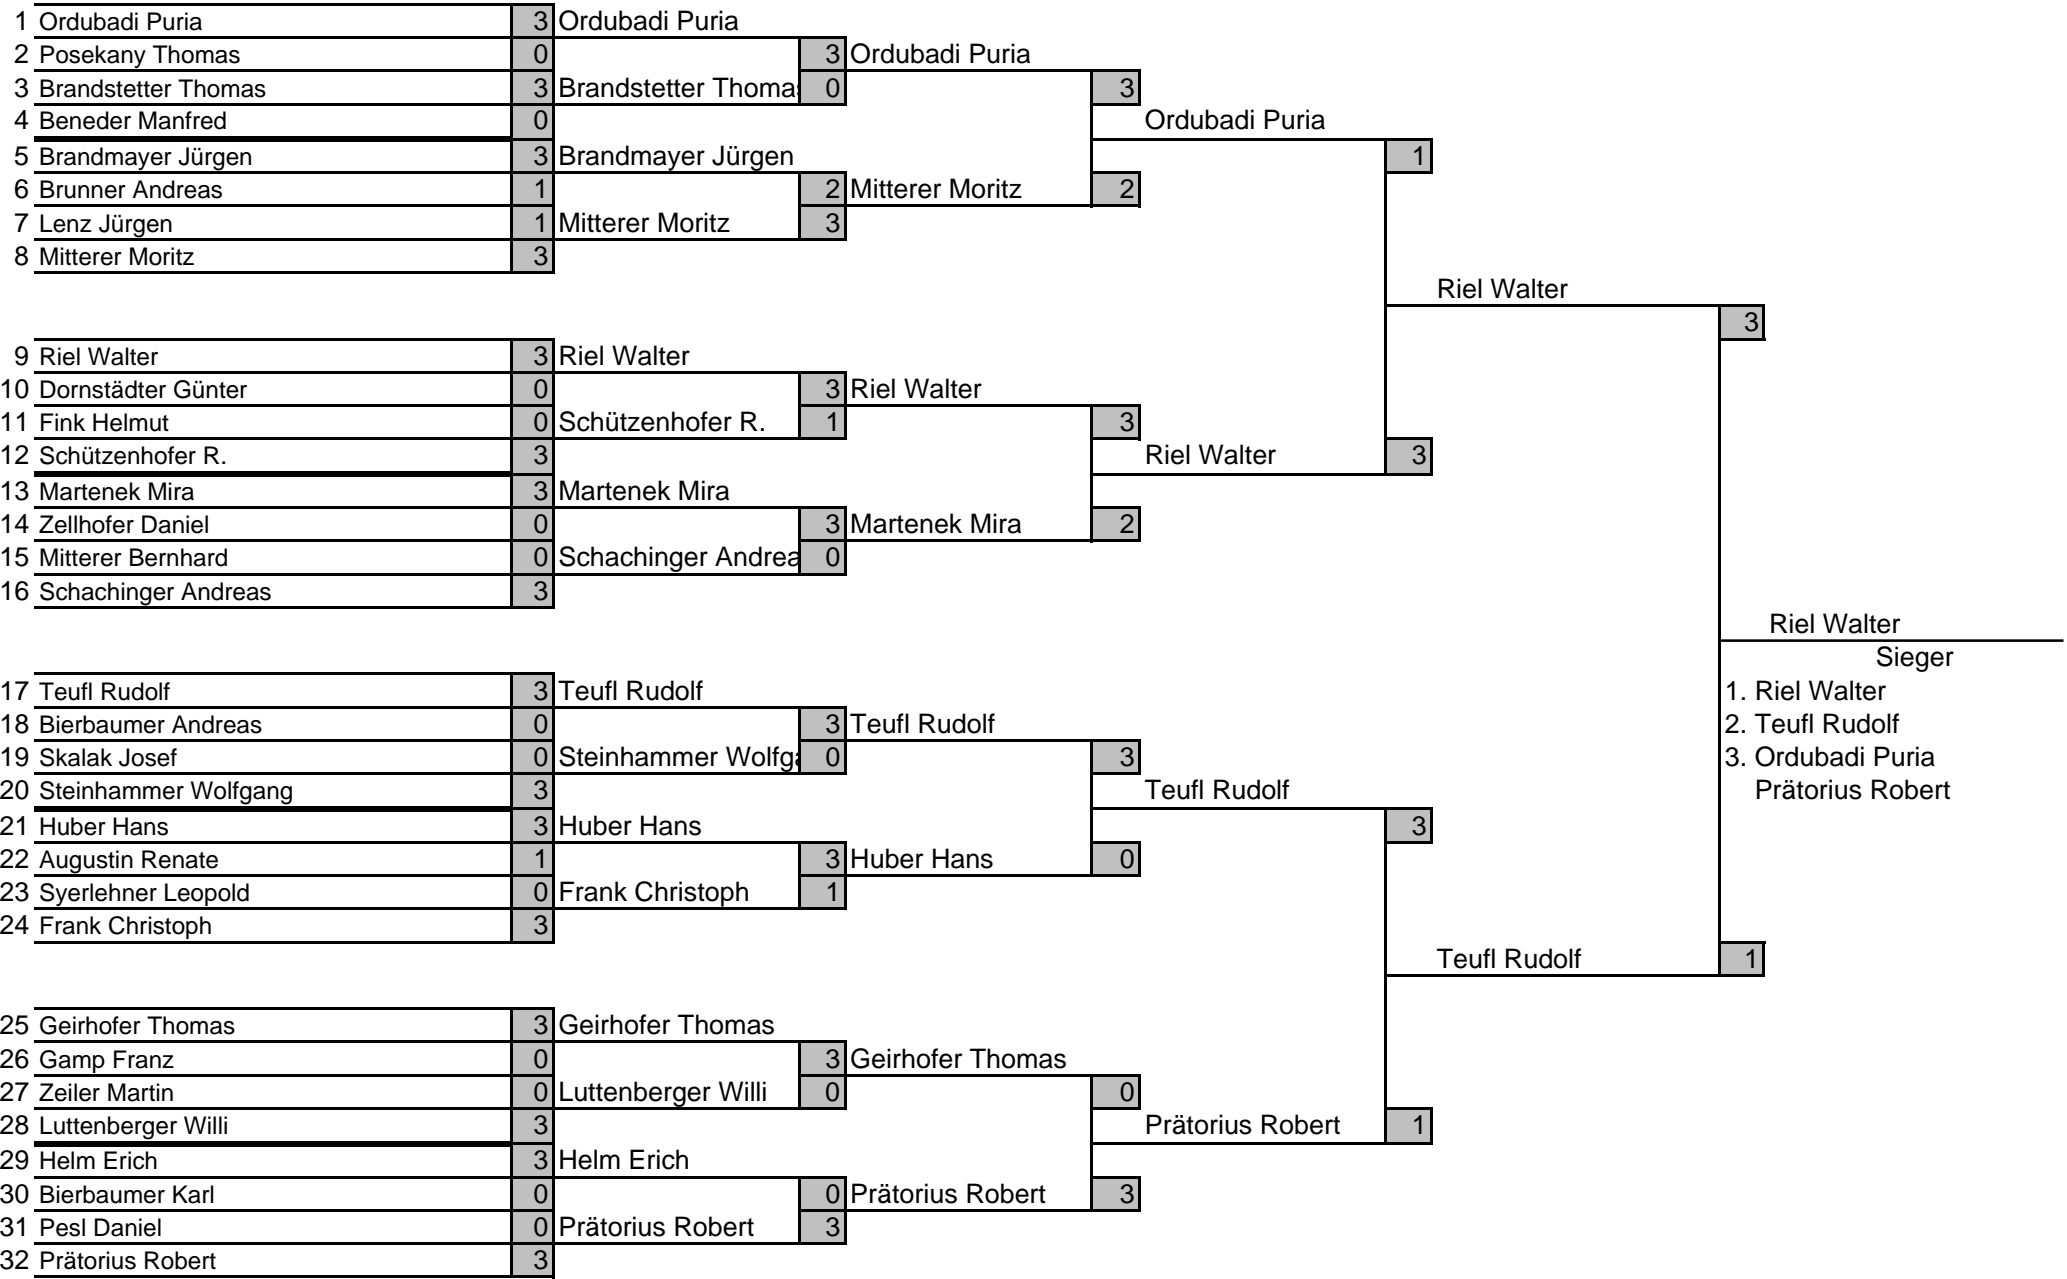 1 Ordubadi Puria 3 Ordubadi Puria
2 Posekany Thomas 0 3 Ordubadi Puria
3 Brandstetter Thomas 3 Brandstetter Thomas 0 3
4 Beneder Manfred 0 Ordubadi Puria
5 Brandmayer Jürgen 3 Brandmayer Jürgen 1
6 Brunner Andreas 1 2 Mitterer Moritz 2
7 Lenz Jürgen 1 Mitterer Moritz 3
8 Mitterer Moritz 3
Riel Walter
3
9 Riel Walter 3 Riel Walter
10 Dornstädter Günter 0 3 Riel Walter
11 Fink Helmut 0 Schützenhofer R. 1 3
12 Schützenhofer R. 3 Riel Walter 3
13 Martenek Mira 3 Martenek Mira
14 Zellhofer Daniel 0 3 Martenek Mira 2
15 Mitterer Bernhard 0 Schachinger Andrea 0
16 Schachinger Andreas 3
Riel Walter
Sieger
17 Teufl Rudolf 3 Teufl Rudolf 1. Riel Walter
18 Bierbaumer Andreas 0 3 Teufl Rudolf 2. Teufl Rudolf
19 Skalak Josef 0 Steinhammer Wolfga 0 3 3. Ordubadi Puria
20 Steinhammer Wolfgang 3 Teufl Rudolf Prätorius Robert
21 Huber Hans 3 Huber Hans 3
22 Augustin Renate 1 3 Huber Hans 0
23 Syerlehner Leopold 0 Frank Christoph 1
24 Frank Christoph 3
Teufl Rudolf 1
25 Geirhofer Thomas 3 Geirhofer Thomas
26 Gamp Franz 0 3 Geirhofer Thomas
27 Zeiler Martin 0 Luttenberger Willi 0 0
28 Luttenberger Willi 3 Prätorius Robert 1
29 Helm Erich 3 Helm Erich
30 Bierbaumer Karl 0 0 Prätorius Robert 3
31 Pesl Daniel 0 Prätorius Robert 3
32 Prätorius Robert 3